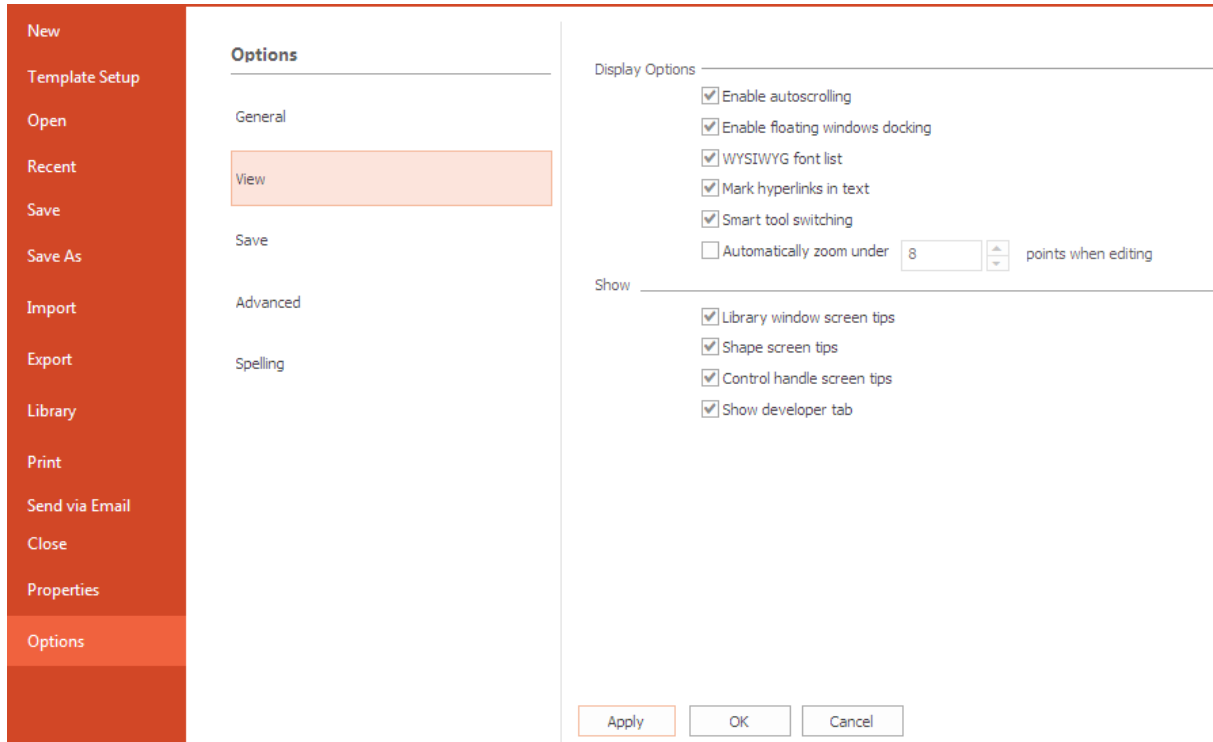 New
Template Setup
Open
Recent
Save
Save As
Import
Export
Library
Print
Send via Email
Close
Properties
Options
Options
General
View
Save
Advanced
Spelling
Display Options
Enable autoscrolling
Enable floating windows docking
WYSIWYG font list
Mark hyperlinks in text
Smart tool switching
Automatically zoom under 8 points when editing
Show
Library window screen tips
Shape screen tips
Control handle screen tips
Show developer tab
Apply OK Cancel